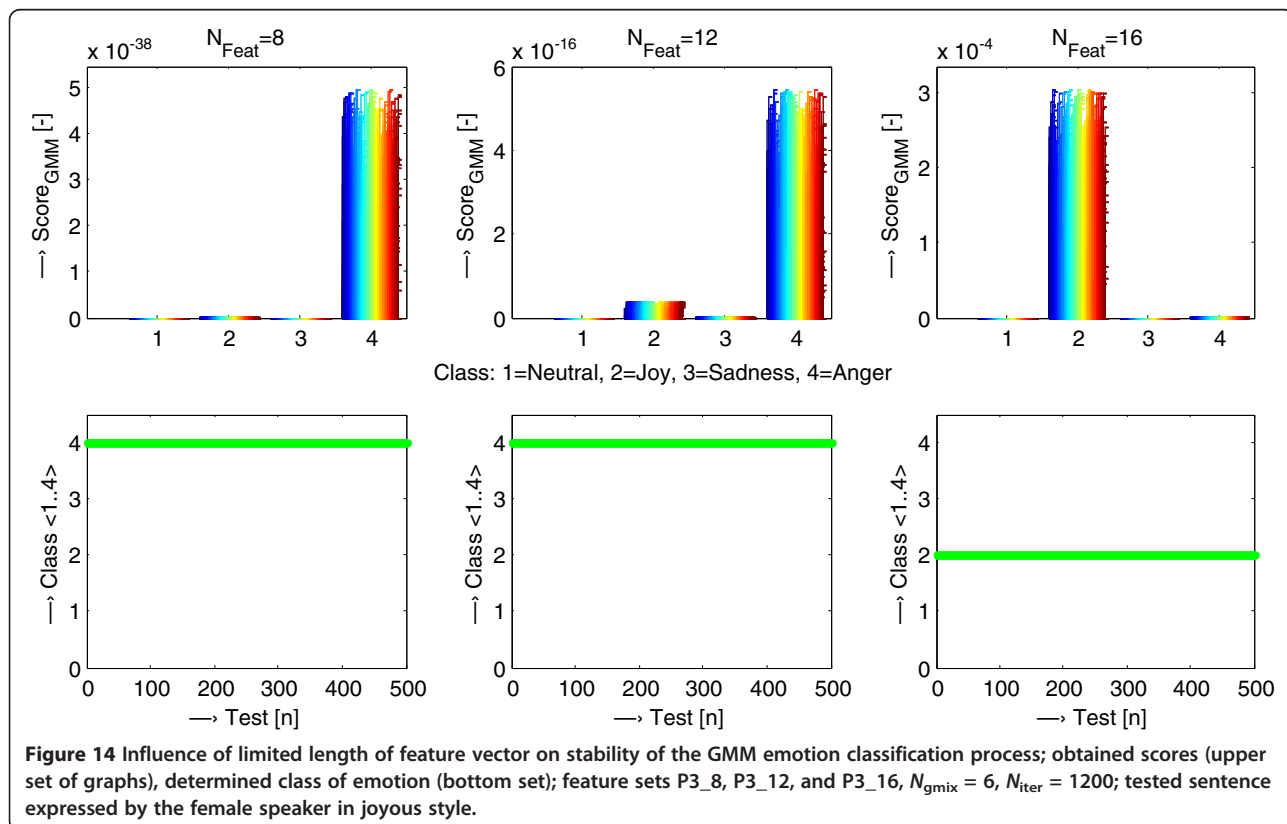 x 10-38 N_Feat=8
x 10-16 N_Feat=12
x 10-4 N_Feat=16
5
4
3
2
1
0
→ Score_GMM [-]
1 2 3 4
6
4
2
0
→ Score_GMM [-]
1 2 3 4
3
2
1
0
→ Score_GMM [-]
1 2 3 4
Class: 1=Neutral, 2=Joy, 3=Sadness, 4=Anger
4
3
2
1
0
→ Class <1..4>
0 100 200 300 400 500
→ Test [n]
4
3
2
1
0
→ Class <1..4>
0 100 200 300 400 500
→ Test [n]
4
3
2
1
0
→ Class <1..4>
0 100 200 300 400 500
→ Test [n]
Figure 14 Influence of limited length of feature vector on stability of the GMM emotion classification process; obtained scores (upper
set of graphs), determined class of emotion (bottom set); feature sets P3_8, P3_12, and P3_16, N_gmix = 6, N_iter = 1200; tested sentence
expressed by the female speaker in joyous style.